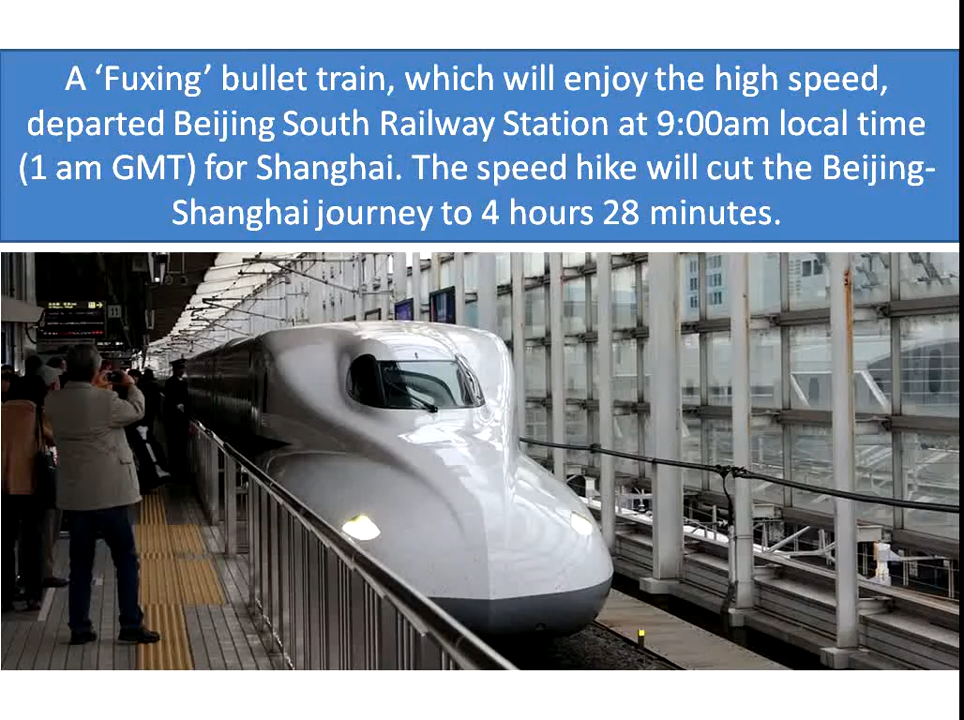 A ‘Fuxing’ bullet train, which will enjoy the high speed,
departed Beijing South Railway Station at 9:00am local time
(1 am GMT) for Shanghai. The speed hike will cut the Beijing-
Shanghai journey to 4 hours 28 minutes.